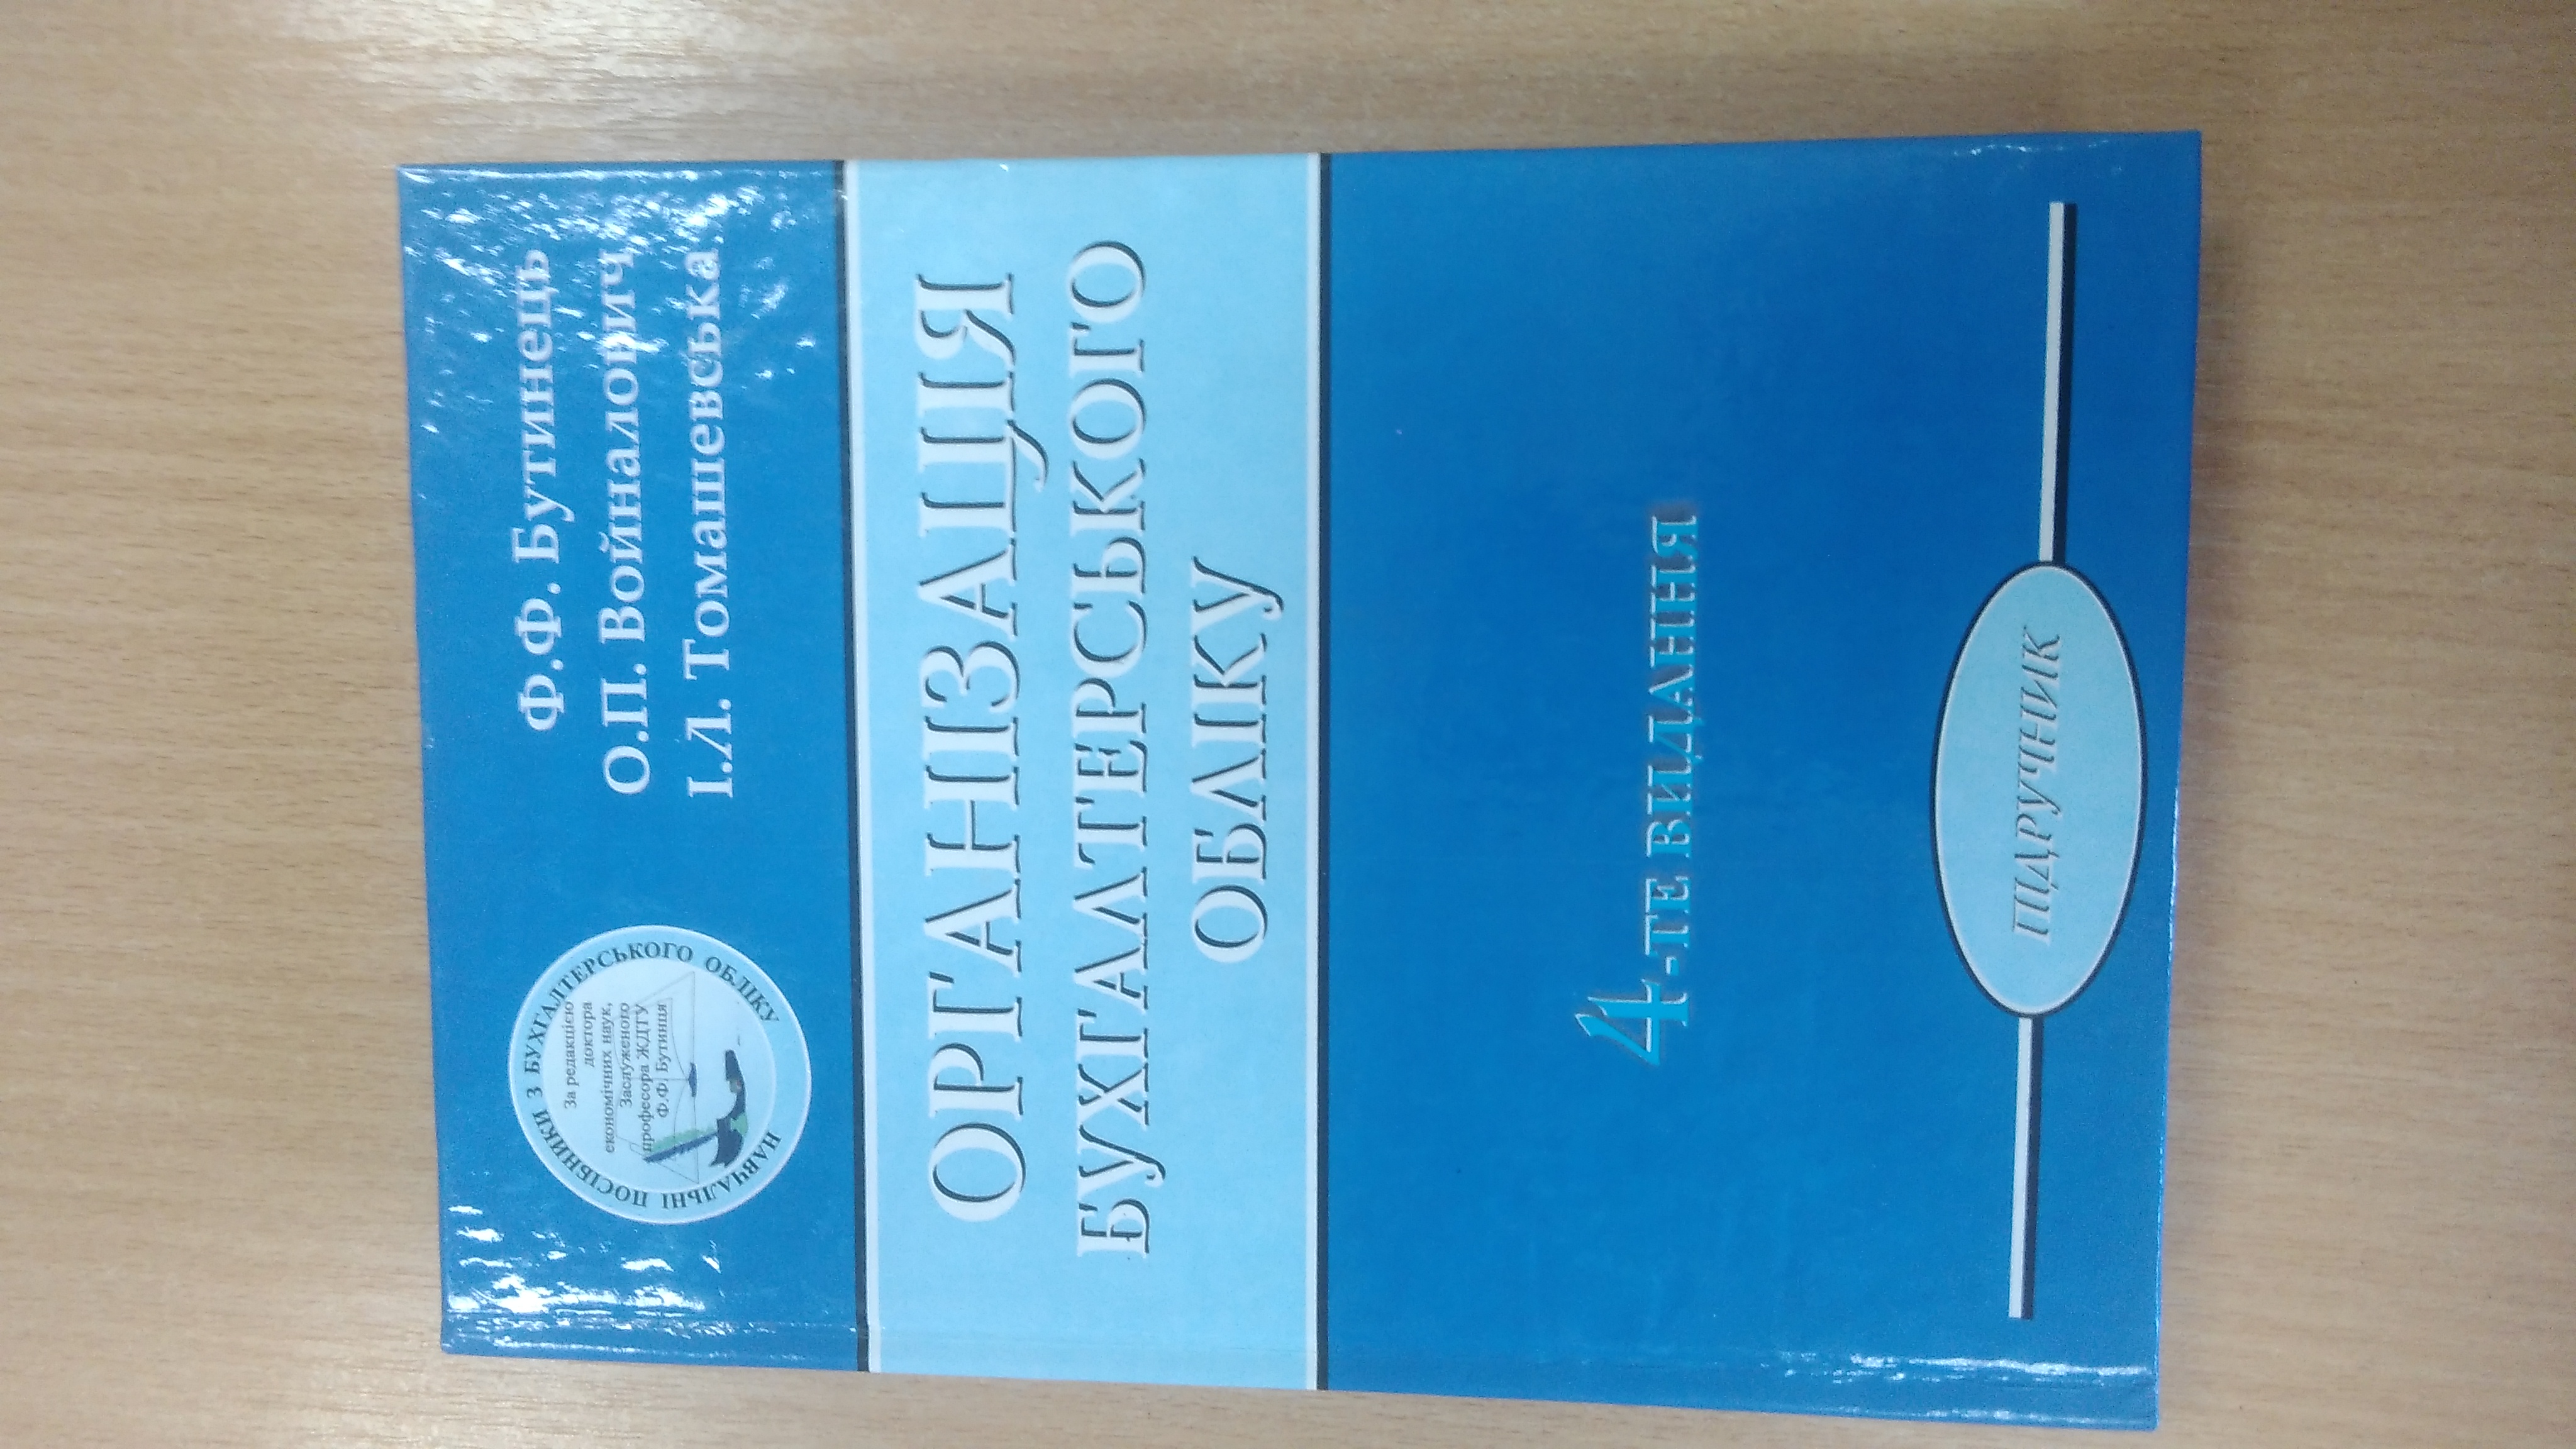 Ф.Ф. Бутинець
О.П. Войналович
І.Л. Томашевська
НАВЧАЛЬНІ ПОСІБНИКИ З БУХГАЛТЕРСЬКОГО ОБЛІКУ
За редакцією
доктора
економічних наук,
Заслуженого
професора ЖДТУ
Ф.Ф. Бутинця
ОРГАНІЗАЦІЯ
БУХГАЛТЕРСЬКОГО
ОБЛІКУ
4-ТЕ ВИДАННЯ
ПІДРУЧНИК